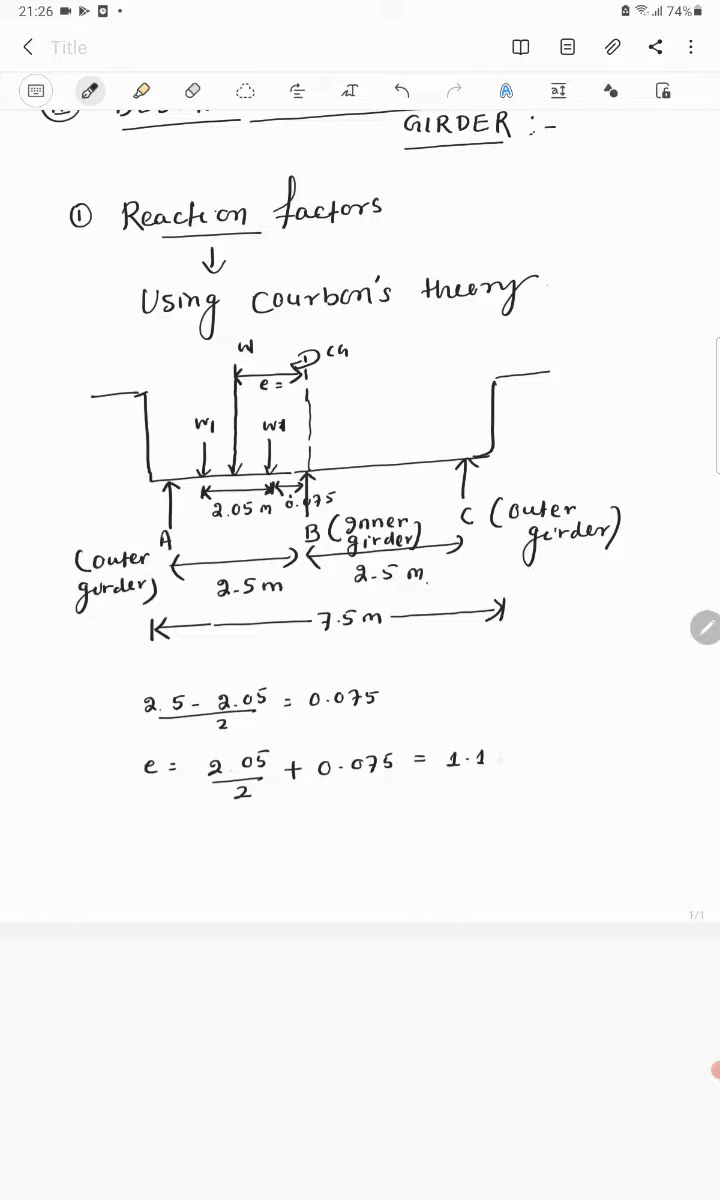 21:26
74%
Title
GIRDER :-
① Reaction factors
↓
Using Courbon's theory
W
CG
e =
W1
2.05 m
0.075
A
B (Inner girder)
C (Outer girder)
(outer girder)
2.5 m
2.5 m.
7.5 m
2.5 - 2.05 / 2 = 0.075
e = 2.05 / 2 + 0.075 = 1.1
1/1